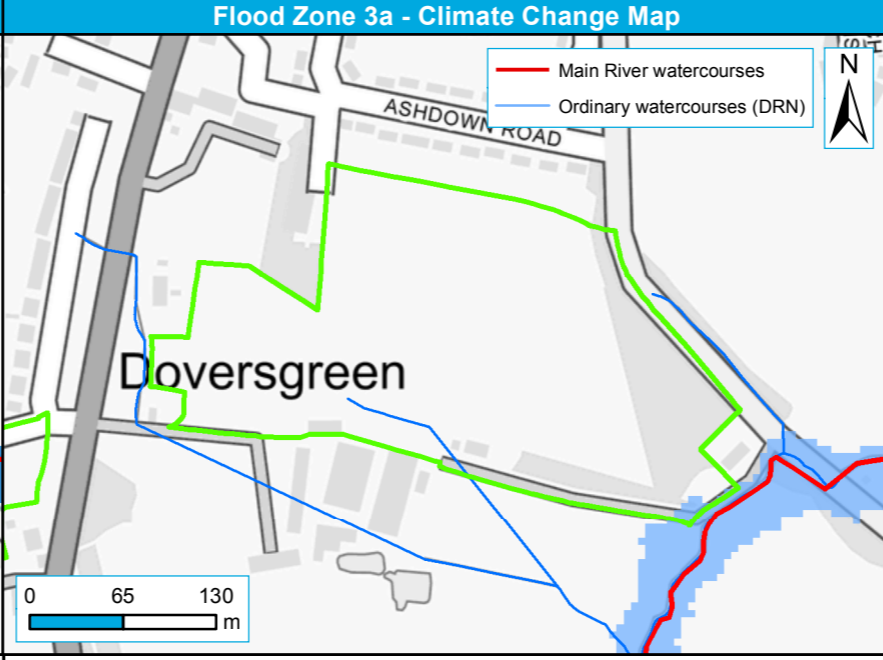 Flood Zone 3a - Climate Change Map
Main River watercourses
Ordinary watercourses (DRN)
N
ASHDOWN ROAD
Doversgreen
0 65 130
m